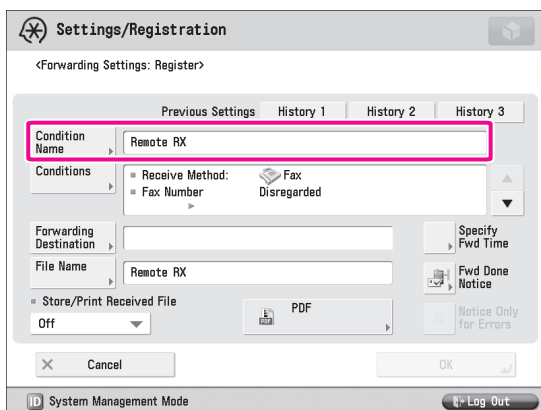 Settings/Registration
<Forwarding Settings: Register>
Previous Settings History 1 History 2 History 3
Condition Name Remote RX
Conditions
Receive Method: Fax
Fax Number Disregarded
Forwarding Destination
Specify Fwd Time
File Name Remote RX
Fwd Done Notice
Store/Print Received File
Off
PDF
Notice Only for Errors
Cancel OK
ID System Management Mode Log Out